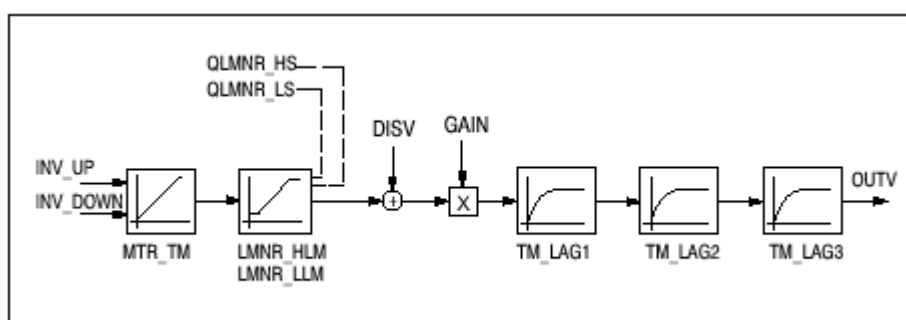 QLMNR_HS
QLMNR_LS
DISV
GAIN
INV_UP
INV_DOWN
OUTV
X
MTR_TM
LMNR_HLM
LMNR_LLM
TM_LAG1
TM_LAG2
TM_LAG3